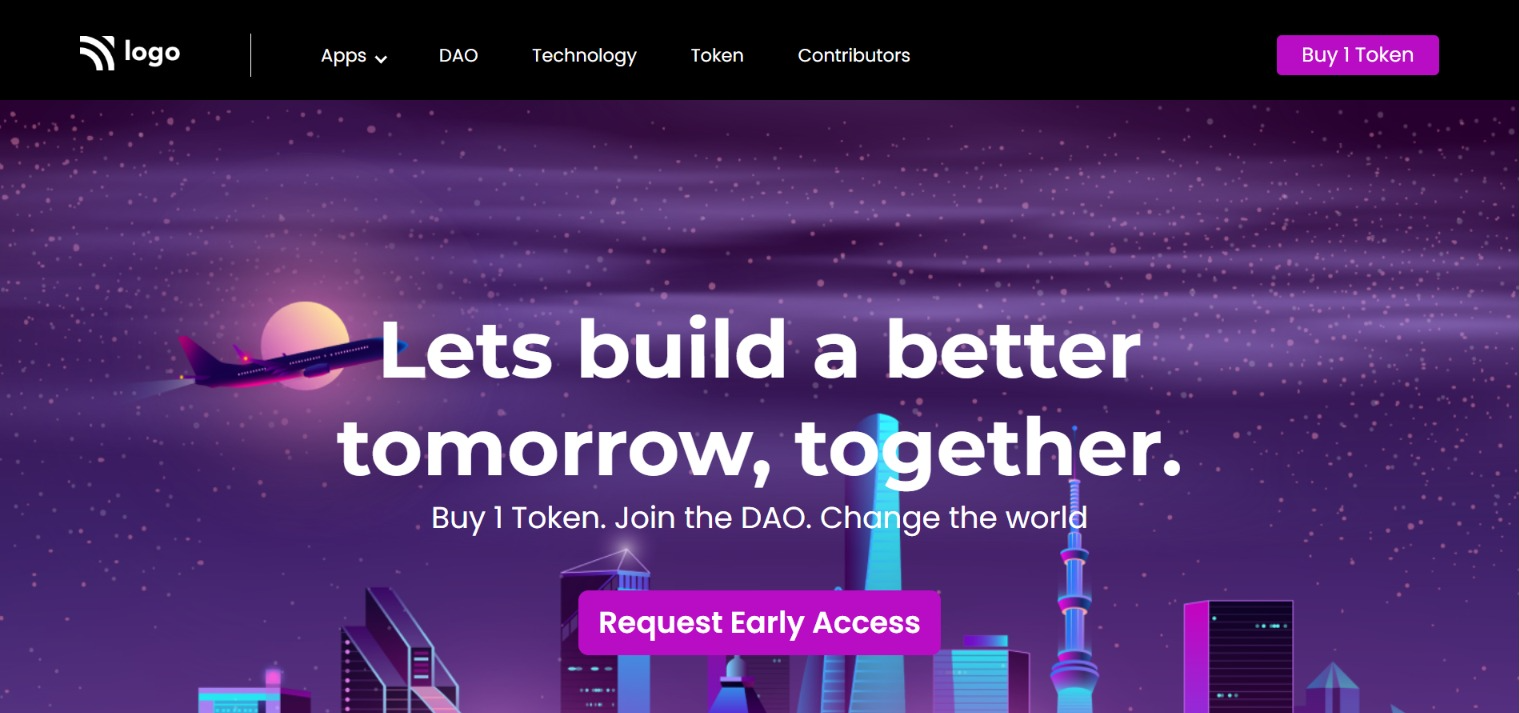 logo
Apps
DAO
Technology
Token
Contributors
Buy 1 Token
Lets build a better
tomorrow, together.
Buy 1 Token. Join the DAO. Change the world
Request Early Access